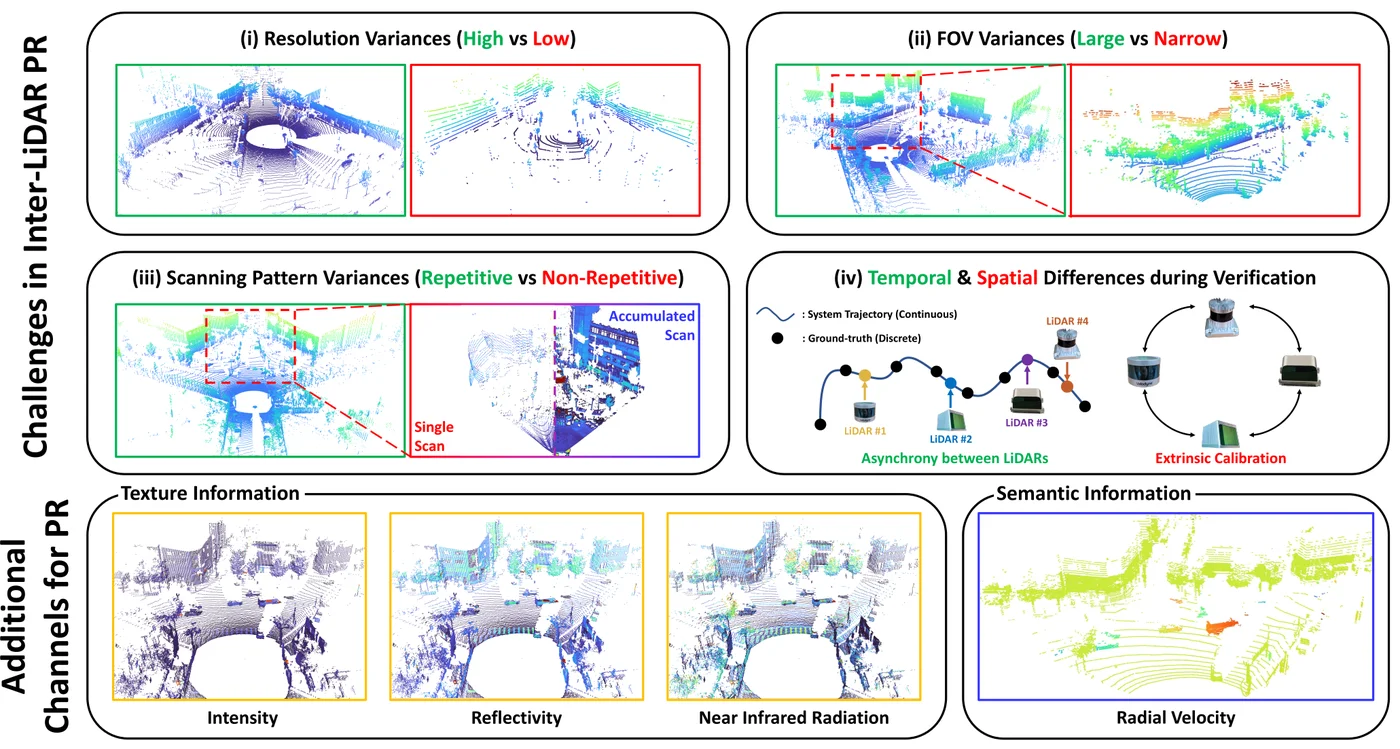 Challenges in Inter-LiDAR PR
(i) Resolution Variances (High vs Low)
(ii) FOV Variances (Large vs Narrow)
(iii) Scanning Pattern Variances (Repetitive vs Non-Repetitive)
Accumulated
Scan
Single
Scan
(iv) Temporal & Spatial Differences during Verification
: System Trajectory (Continuous)
: Ground-truth (Discrete)
LiDAR #1
LiDAR #2
LiDAR #3
LiDAR #4
Asynchrony between LiDARs
Extrinsic Calibration
Additional
Channels for PR
Texture Information
Intensity
Reflectivity
Near Infrared Radiation
Semantic Information
Radial Velocity